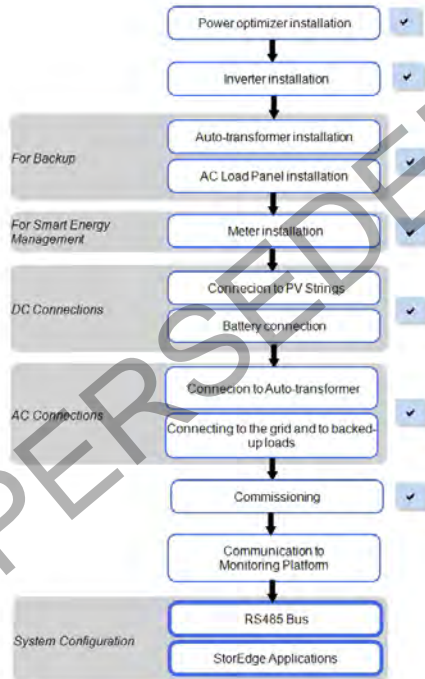 Power optimizer installation
Inverter installation
Auto-transformer installation
For Backup
AC Load Panel installation
For Smart Energy
Management
Meter installation
Connecion to PV Strings
DC Connections
Battery connection
Connecion to Auto-transformer
AC Connections
Connecting to the grid and to backed-
up loads
Commissioning
Communication to
Monitoring Platform
RS485 Bus
System Configuration
StorEdge Applications
PERSEDE